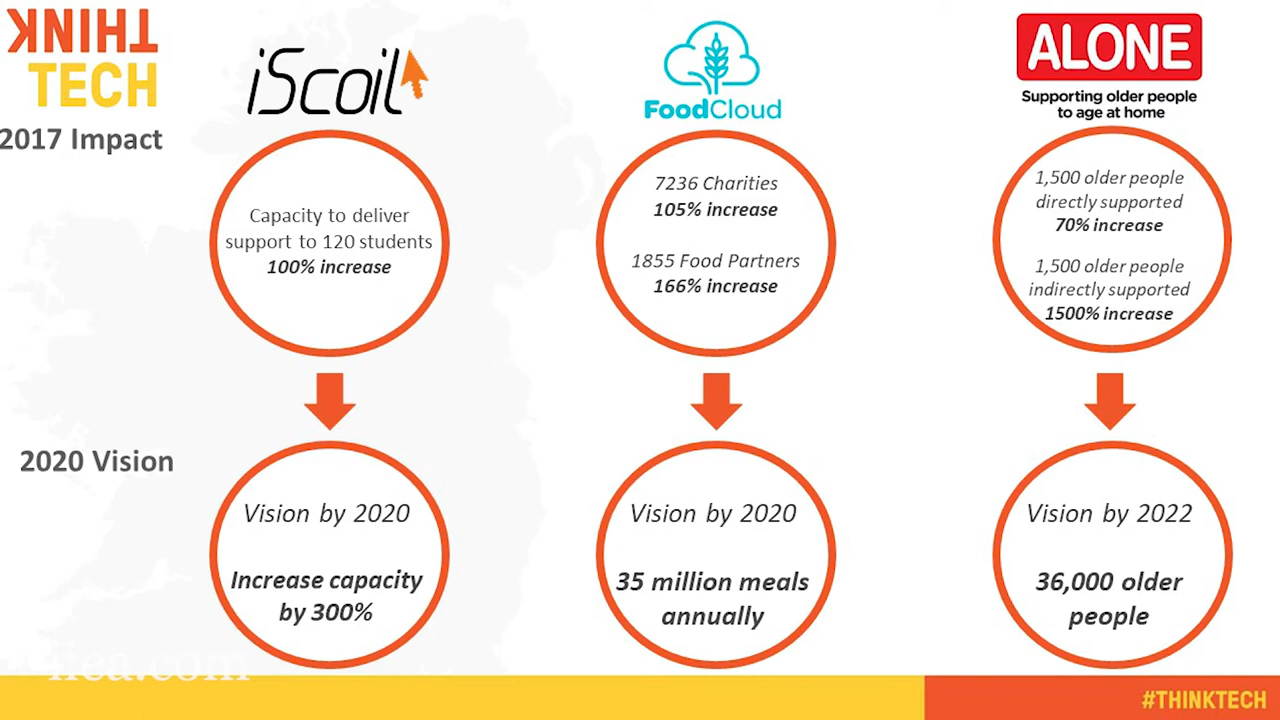 THINK
TECH
2017 Impact
iScoil
FoodCloud
ALONE
Supporting older people
to age at home
Capacity to deliver
support to 120 students
100% increase
7236 Charities
105% increase
1855 Food Partners
166% increase
1,500 older people
directly supported
70% increase
1,500 older people
indirectly supported
1500% increase
2020 Vision
Vision by 2020
Increase capacity
by 300%
Vision by 2020
35 million meals
annually
Vision by 2022
36,000 older
people
iiea.com
#THINKTECH